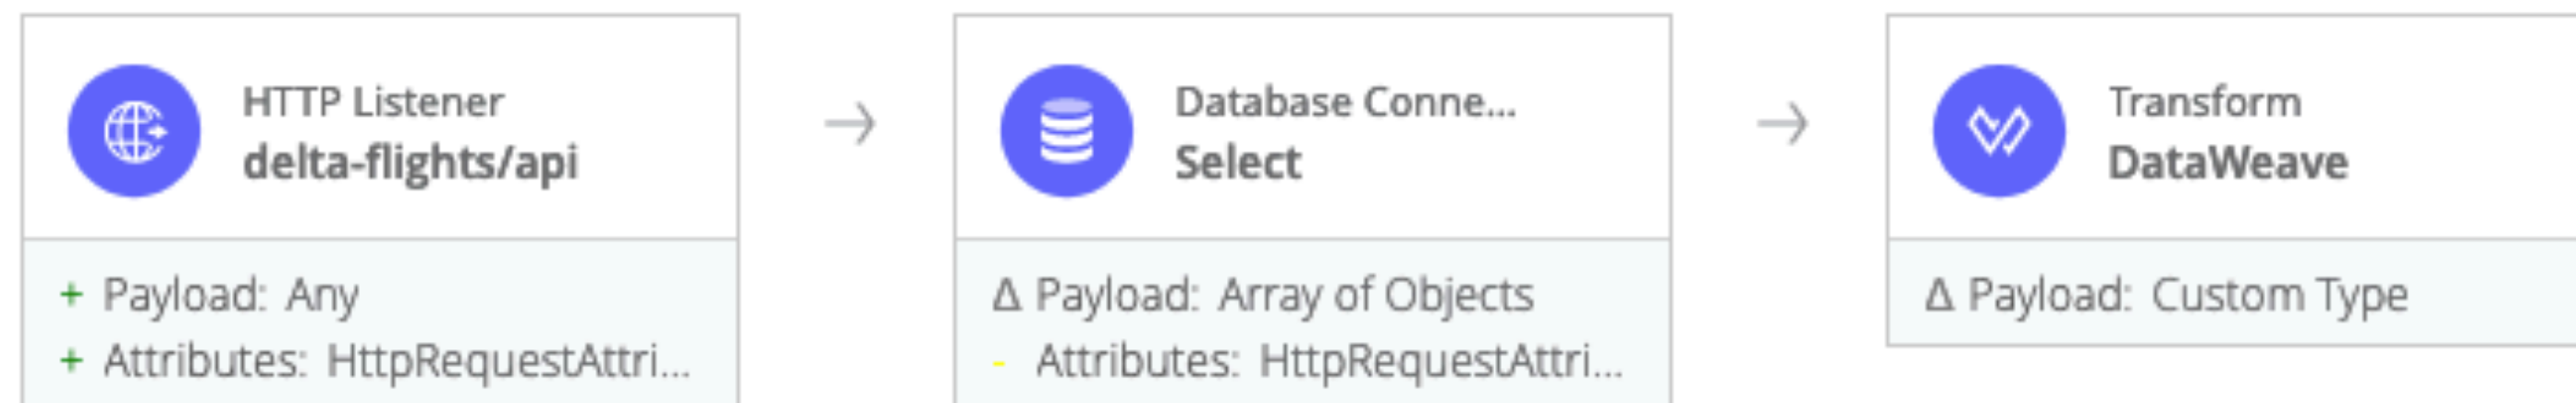 HTTP Listener
delta-flights/api
+ Payload: Any
+ Attributes: HttpRequestAttri...
Database Conne...
Select
Δ Payload: Array of Objects
- Attributes: HttpRequestAttri...
Transform
DataWeave
Δ Payload: Custom Type